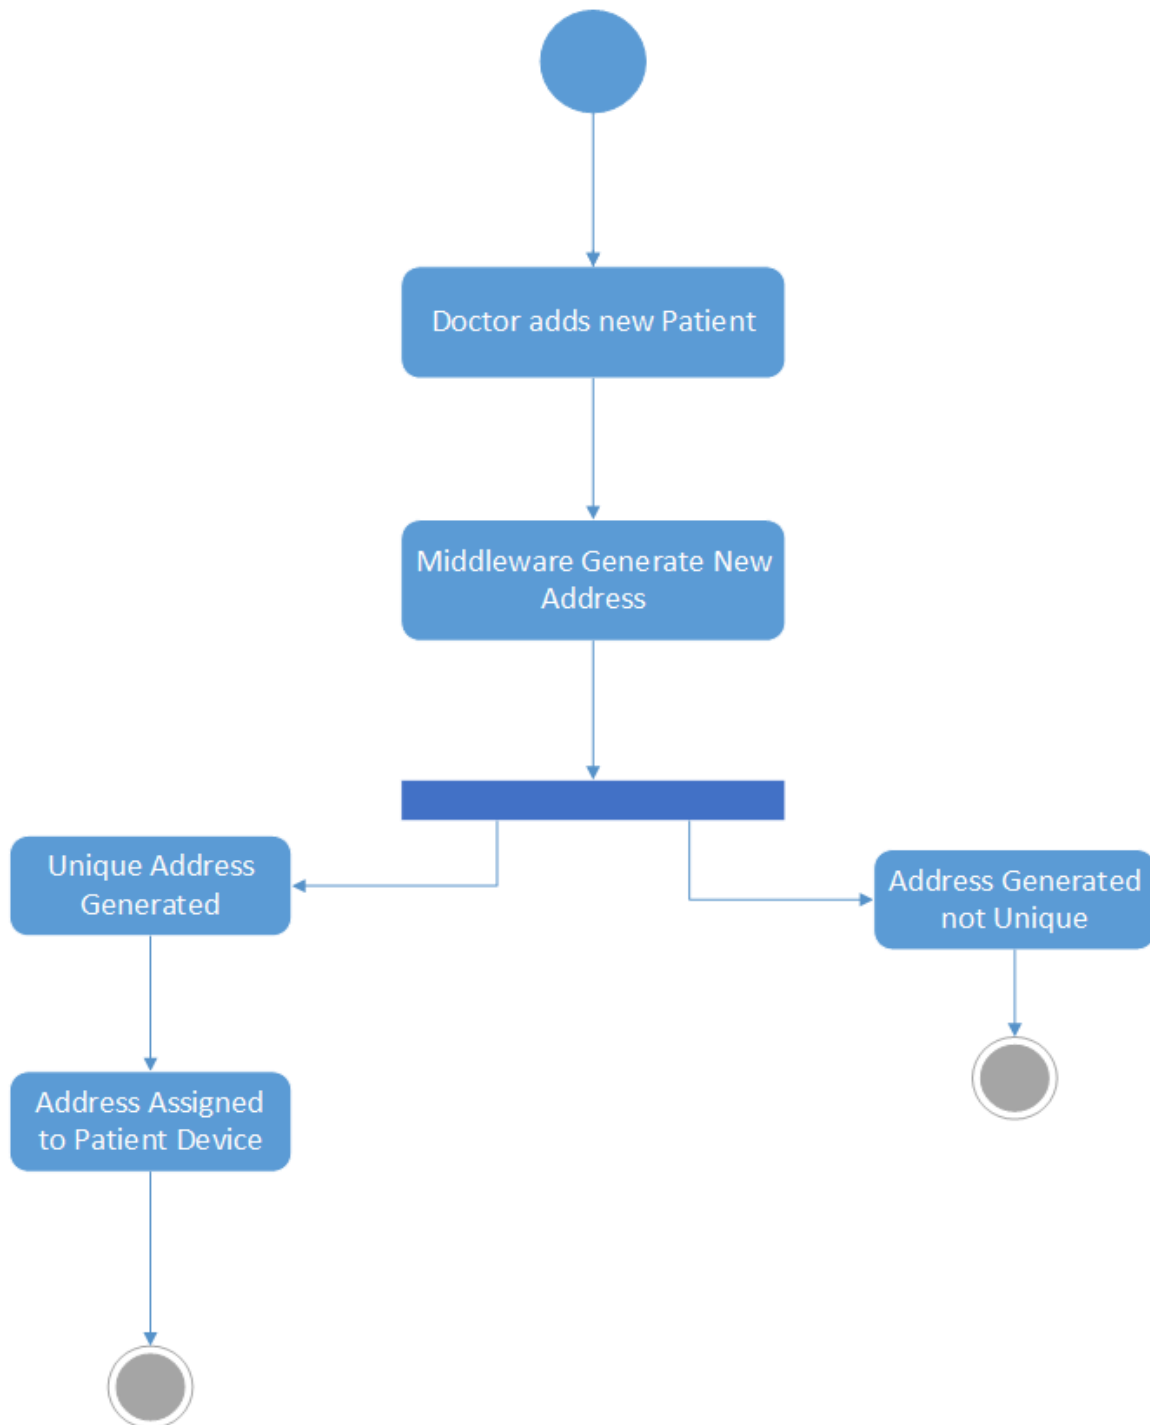 Doctor adds new Patient
Middleware Generate New
Address
Unique Address
Generated
Address Generated
not Unique
Address Assigned
to Patient Device